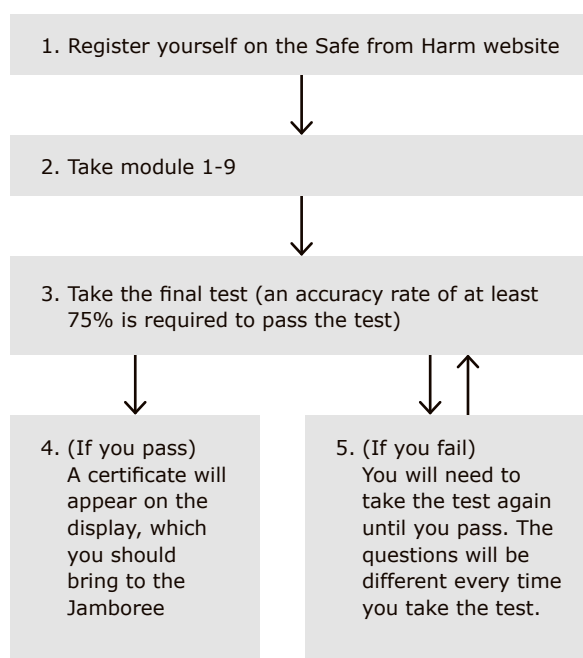 1. Register yourself on the Safe from Harm website
2. Take module 1-9
3. Take the final test (an accuracy rate of at least
75% is required to pass the test)
4. (If you pass)
A certificate will
appear on the
display, which
you should
bring to the
Jamboree
5. (If you fail)
You will need to
take the test again
until you pass. The
questions will be
different every time
you take the test.